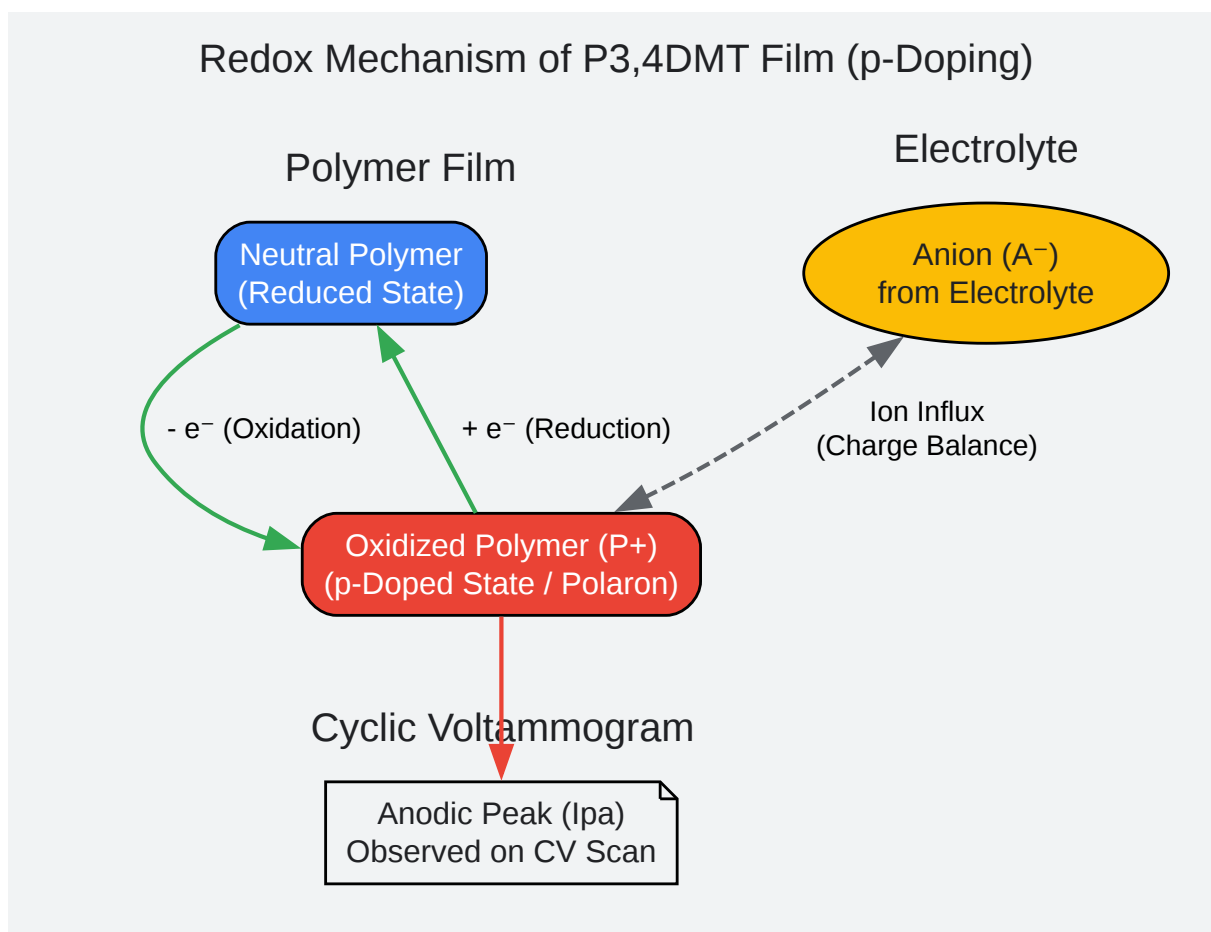 Redox Mechanism of P3,4DMT Film (p-Doping)
Electrolyte
Polymer Film
Neutral Polymer
(Reduced State)
Anion (A⁻)
from Electrolyte
- e⁻ (Oxidation)
+ e⁻ (Reduction)
Ion Influx
(Charge Balance)
Oxidized Polymer (P+)
(p-Doped State / Polaron)
Cyclic Voltammogram
Anodic Peak (Ipa)
Observed on CV Scan